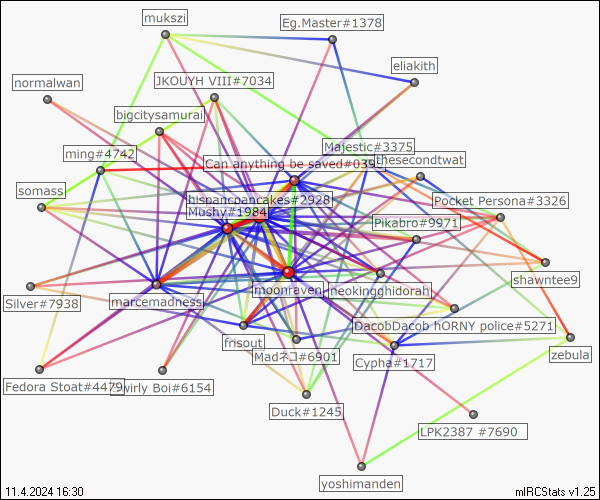 mukszi
Eg.Master#1378
eliakith
normalwan
JKOUYH VIII#7034
bigcitysamurai
Majestic#3375
ming#4742
Can anything be saved#039
thesecondtwat
somass
hispancpancakes#2928
Pocket Persona#3326
Mushy#1984
Pikabro#9971
shawntee9
moonraven
neokingghidorah
Silver#7938
marcemadness
DacobDacob hORNY police#5271
frisout
Madネコ#6901
Cypha#1717
zebula
Fedora Stoat#4479
wirly Boi#6154
Duck#1245
LPK2387 #7690
yoshimanden
11.4.2024 16:30
mIRCStats v1.25